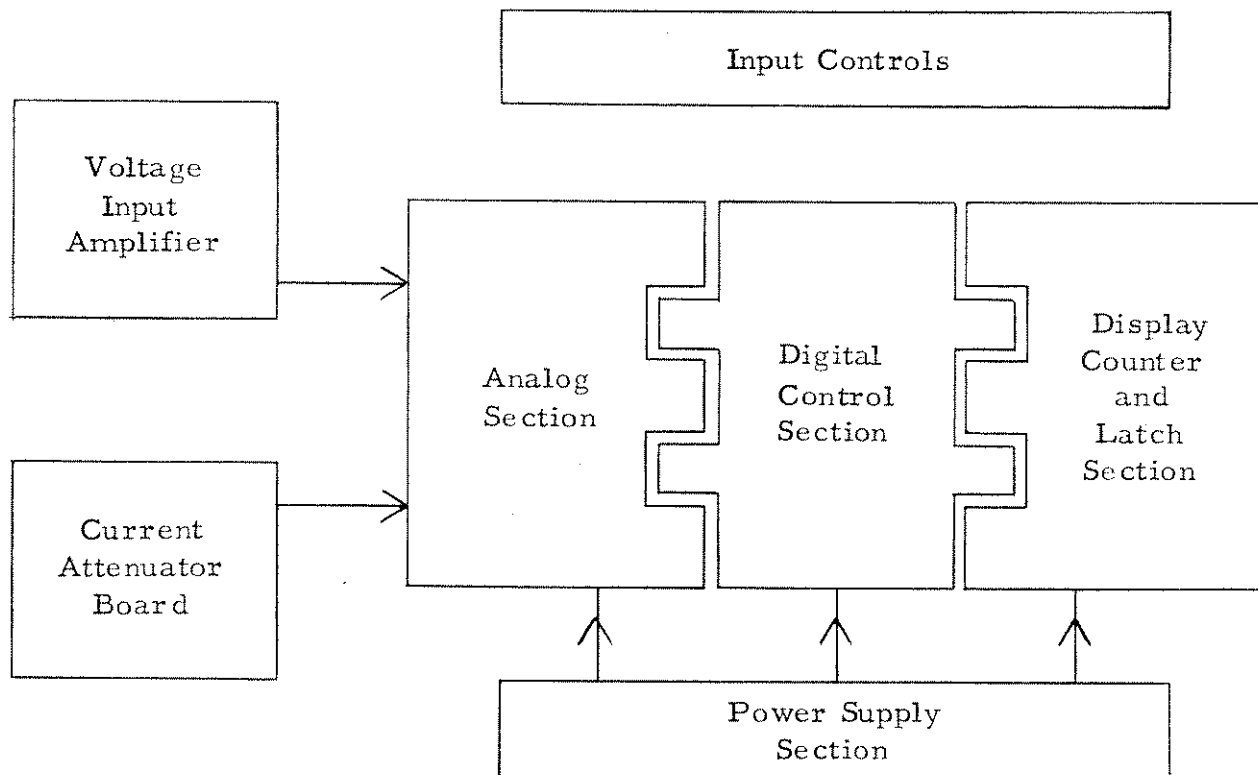 Input Controls
Voltage
Input
Amplifier
Analog
Section
Digital
Control
Section
Display
Counter
and
Latch
Section
Current
Attenuator
Board
Power Supply
Section